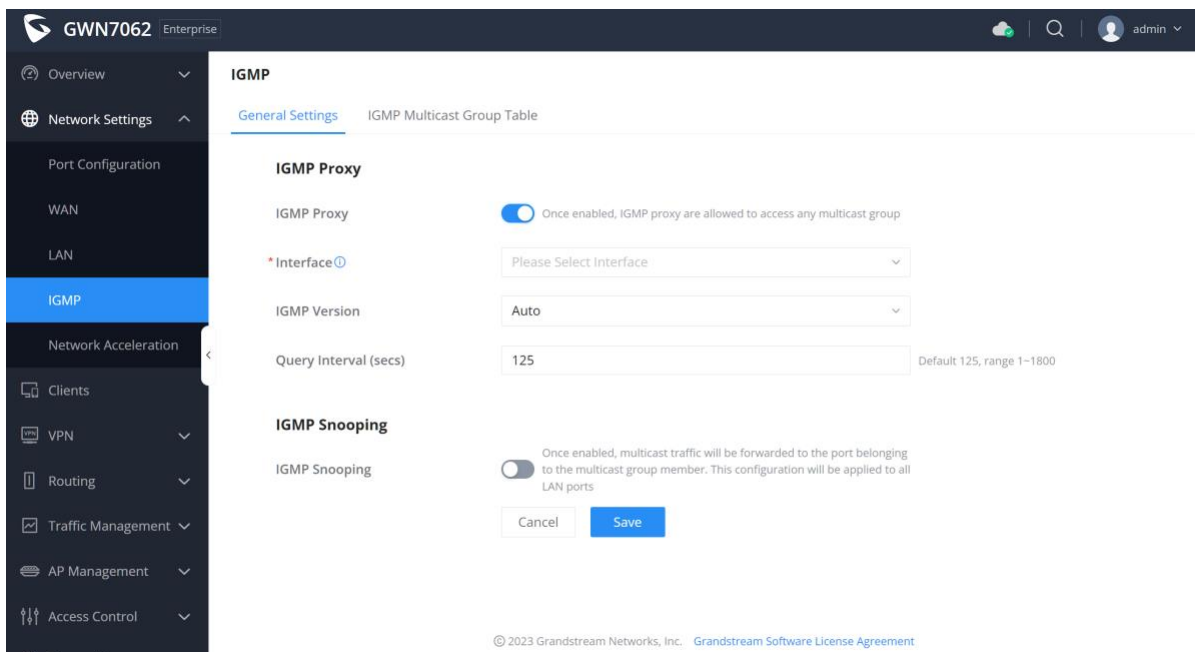 GWN7062 Enterprise
admin
Overview
Network Settings
Port Configuration
WAN
LAN
IGMP
Network Acceleration
Clients
VPN VPN
Routing
Traffic Management
AP Management
Access Control
IGMP
General Settings IGMP Multicast Group Table
IGMP Proxy
IGMP Proxy Once enabled, IGMP proxy are allowed to access any multicast group
* Interface Please Select Interface
IGMP Version Auto
Query Interval (secs) 125 Default 125, range 1~1800
IGMP Snooping
Once enabled, multicast traffic will be forwarded to the port belonging
IGMP Snooping to the multicast group member. This configuration will be applied to all
LAN ports
Cancel Save
© 2023 Grandstream Networks, Inc. Grandstream Software License Agreement